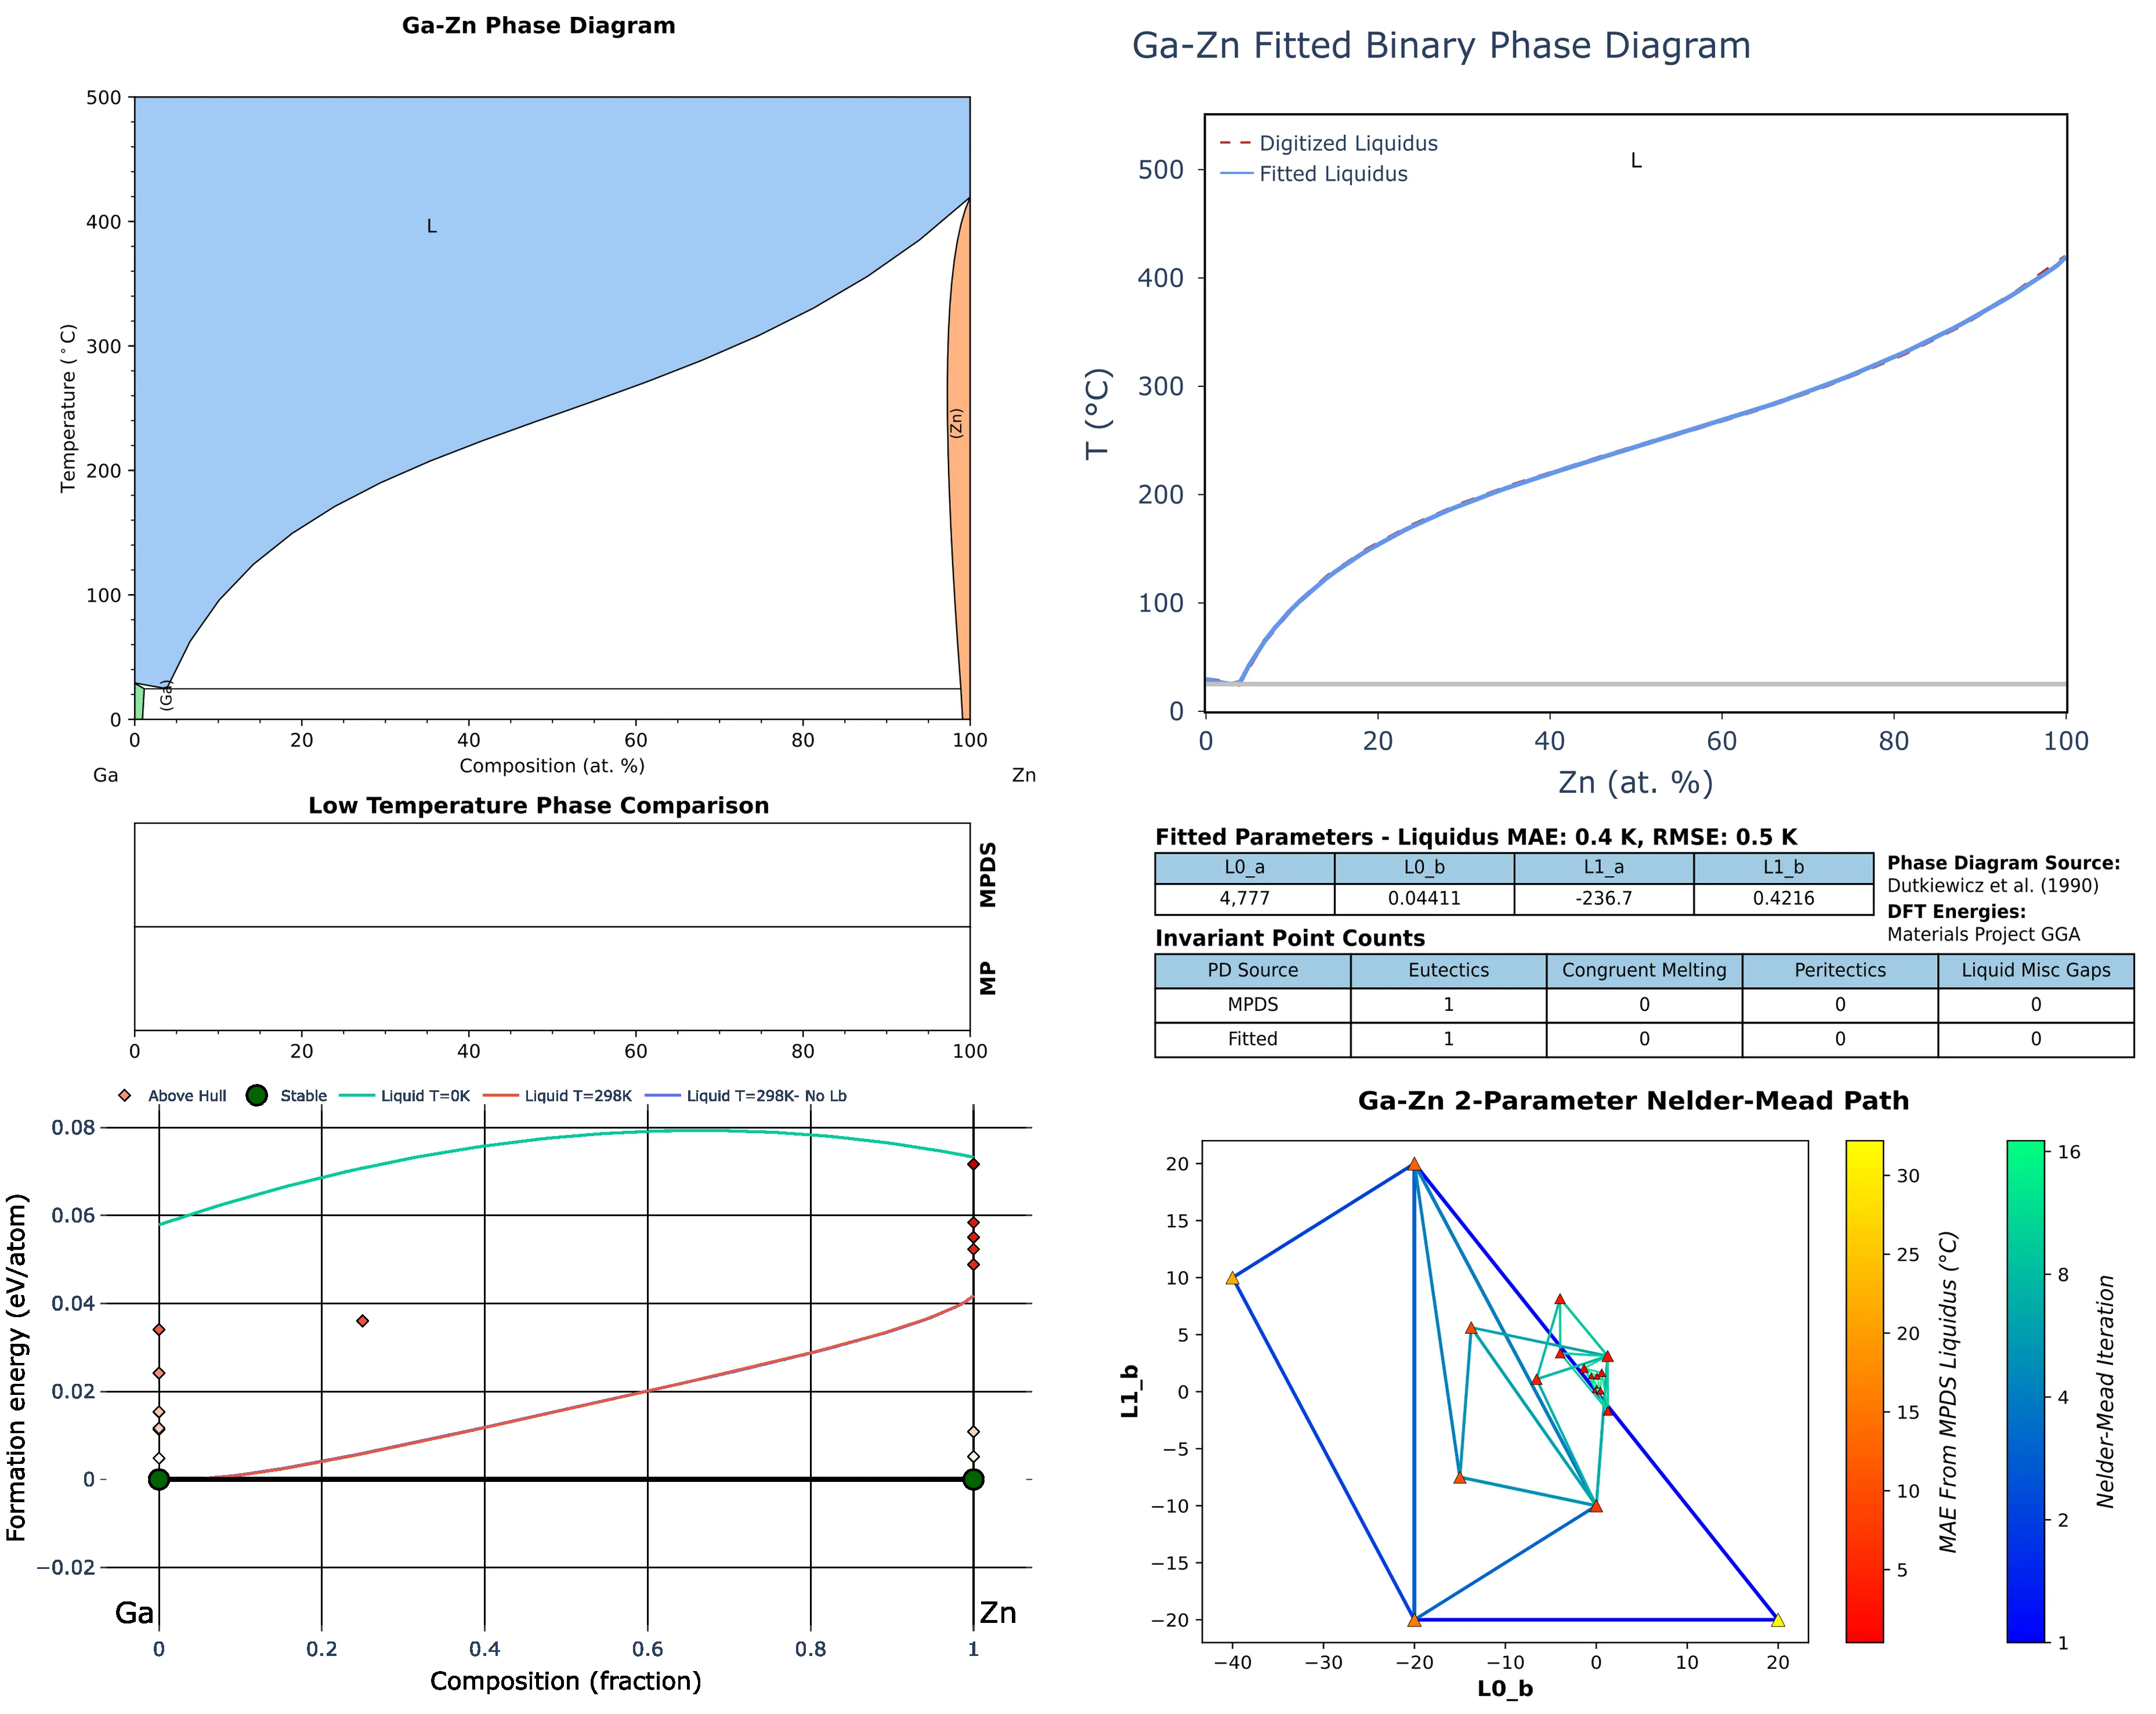 Ga-Zn Phase Diagram
500
400
300
200
100
0
Temperature (°C)
L
(Ga)
(Zn)
0 20 40 60 80 100
Composition (at. %)
Ga Zn
Ga-Zn Fitted Binary Phase Diagram
Digitized Liquidus
Fitted Liquidus
L
500
400
300
200
100
0
T (°C)
0 20 40 60 80 100
Zn (at. %)
Low Temperature Phase Comparison
MPDS
MP
0 20 40 60 80 100
Fitted Parameters - Liquidus MAE: 0.4 K, RMSE: 0.5 K
L0_a L0_b L1_a L1_b
4,777 0.04411 -236.7 0.4216
Phase Diagram Source:
Dutkiewicz et al. (1990)
DFT Energies:
Materials Project GGA
Invariant Point Counts
PD Source Eutectics Congruent Melting Peritectics Liquid Misc Gaps
MPDS 1 0 0 0
Fitted 1 0 0 0
Above Hull Stable Liquid T=0K Liquid T=298K Liquid T=298K- No Lb
0.08
0.06
0.04
0.02
0
−0.02
Formation energy (eV/atom)
Ga Zn
0 0.2 0.4 0.6 0.8 1
Composition (fraction)
Ga-Zn 2-Parameter Nelder-Mead Path
20
15
10
5
0
−5
−10
−15
−20
L1_b
−40 −30 −20 −10 0 10 20
L0_b
30
25
20
15
10
5
MAE From MPDS Liquidus (°C)
16
8
4
2
1
Nelder-Mead Iteration